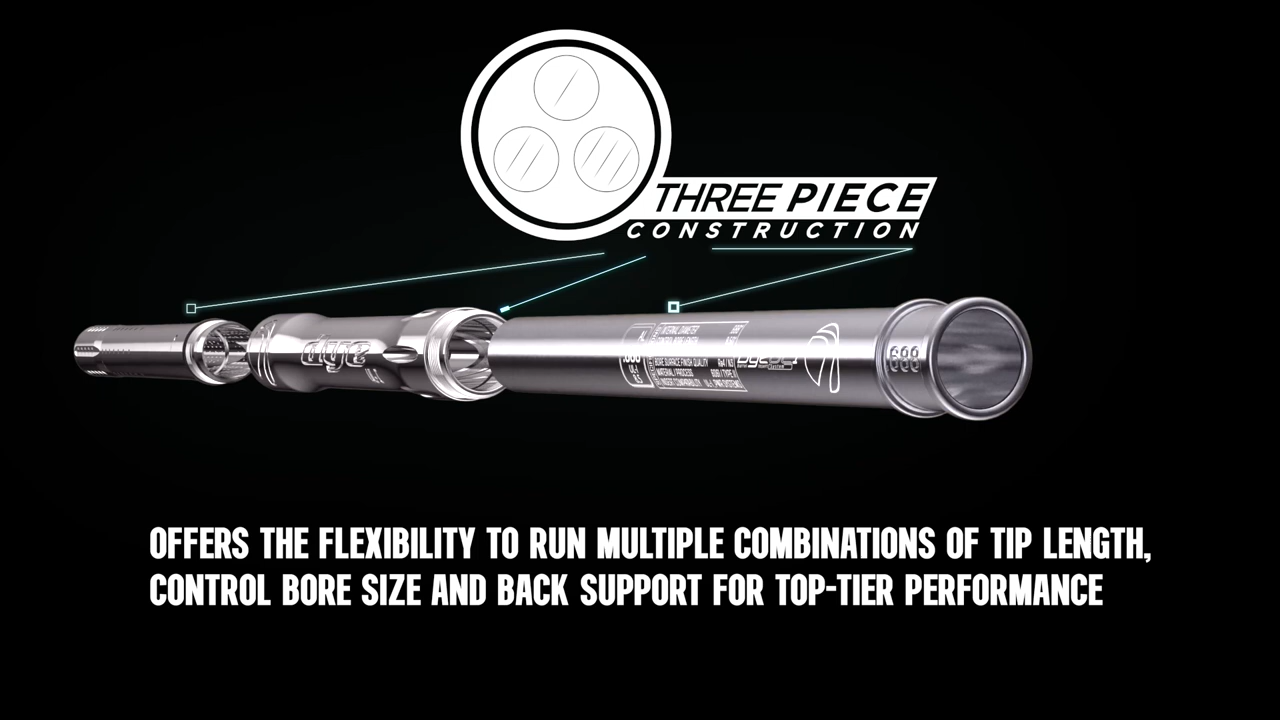 THREE PIECE
CONSTRUCTION
dye
688
OFFERS THE FLEXIBILITY TO RUN MULTIPLE COMBINATIONS OF TIP LENGTH,
CONTROL BORE SIZE AND BACK SUPPORT FOR TOP-TIER PERFORMANCE